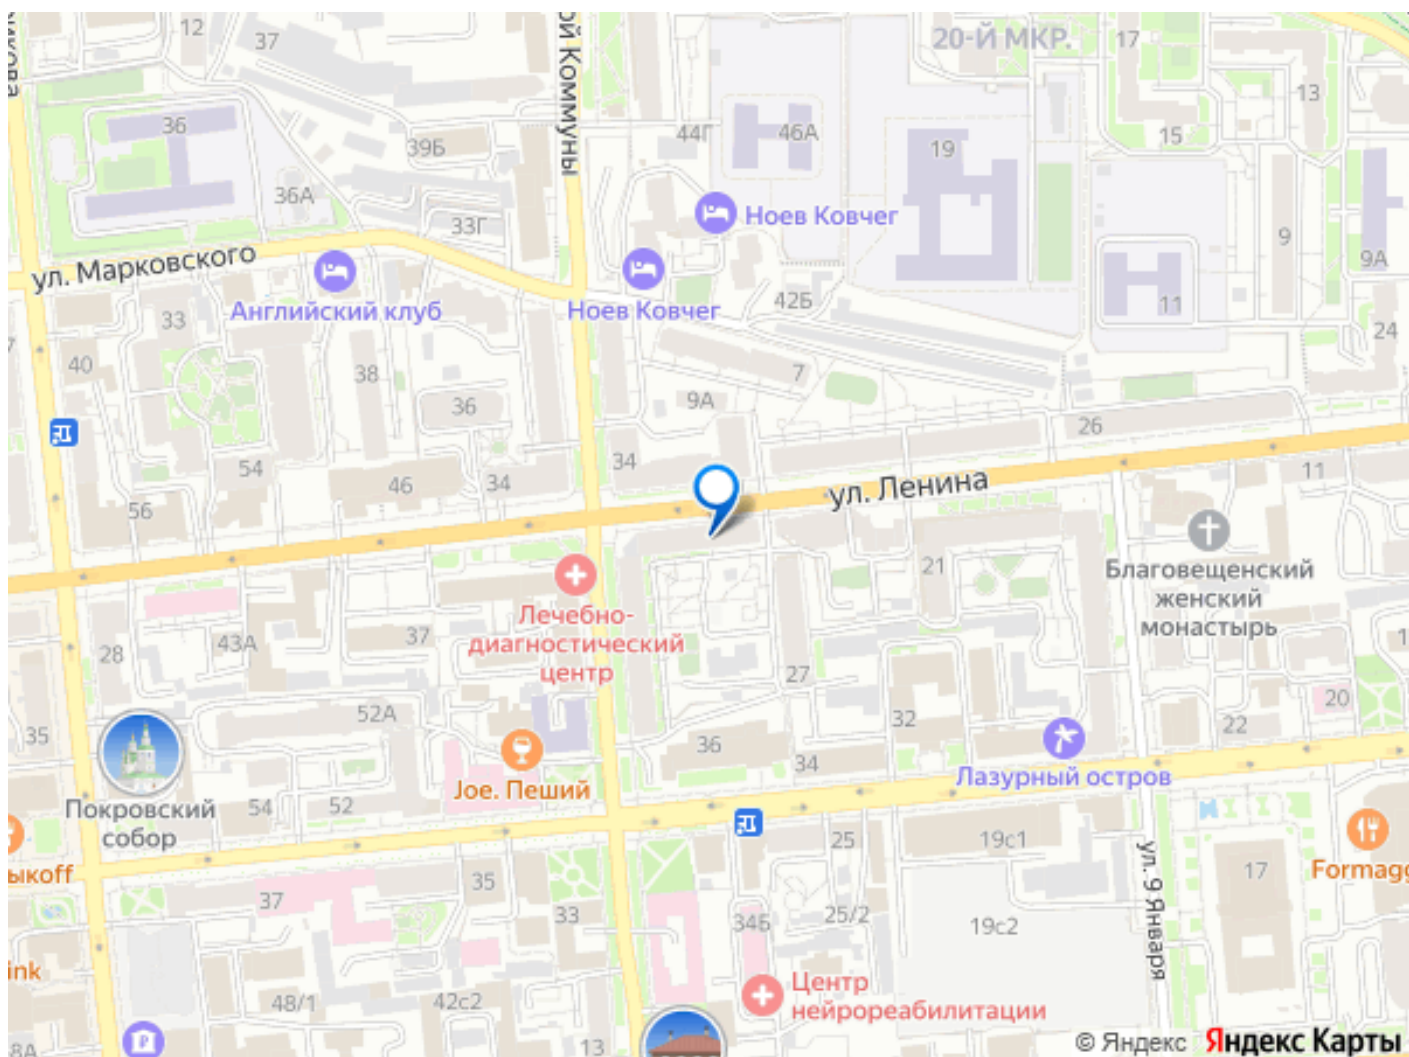 12
37
20-Й МКР.
17
13
ой Коммуны
36
39Б
44Г
46А
19
15
36А
33Г
Ноев Ковчег
9
9А
ул. Марковского
Английский клуб
Ноев Ковчег
42Б
11
33
24
40
38
7
36
9А
26
54
46
34
34
ул. Ленина
11
56
21
Благовещенский
женский
монастырь
Лечебно-
диагностический
центр
28
43А
37
27
20
52А
32
22
35
36
34
Лазурный остров
Joe. Пеший
Покровский
собор
54
52
25
19с1
ул. 9 Января
17
Formagg
ыкоff
37
35
33
34Б
25/2
19с2
ink
48/1
42с2
Центр
нейрореабилитации
8А
13
© Яндекс Яндекс Карты